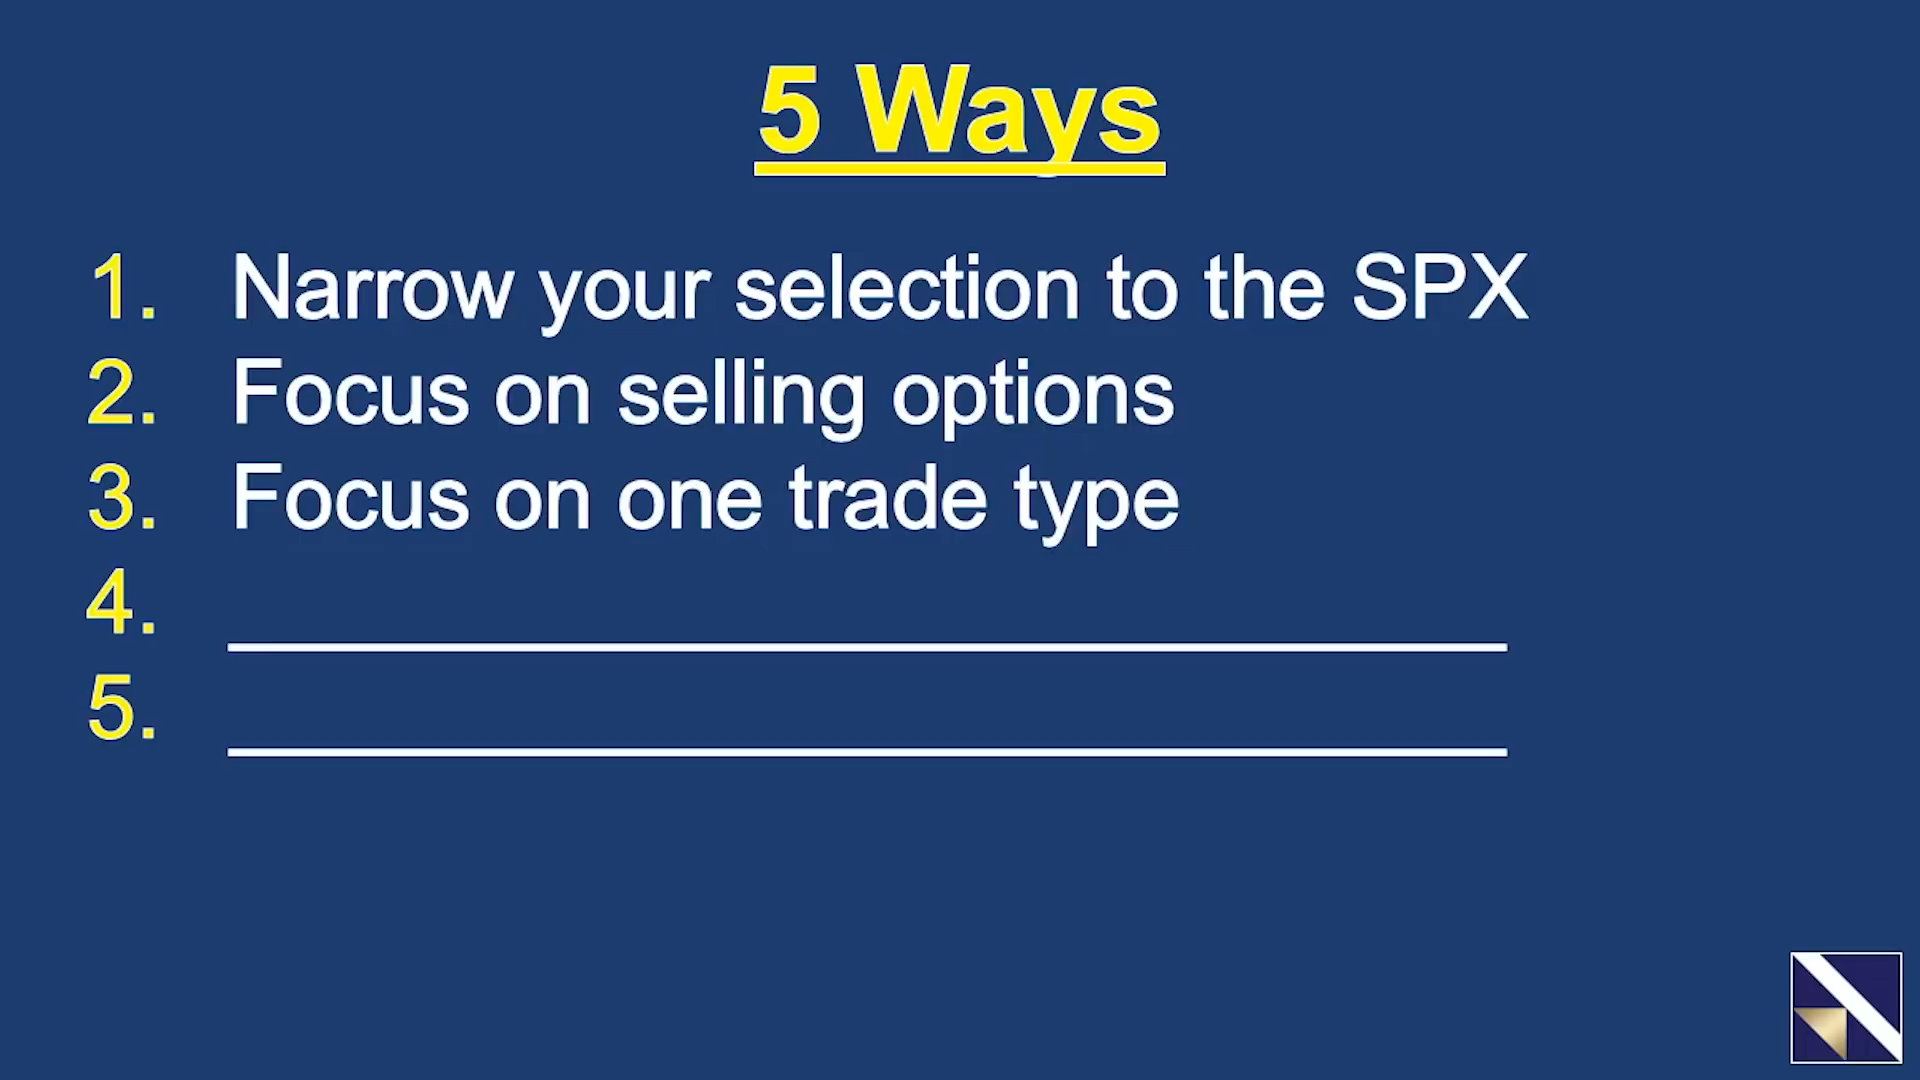 5 Ways
1. Narrow your selection to the SPX
2. Focus on selling options
3. Focus on one trade type
4.
5.